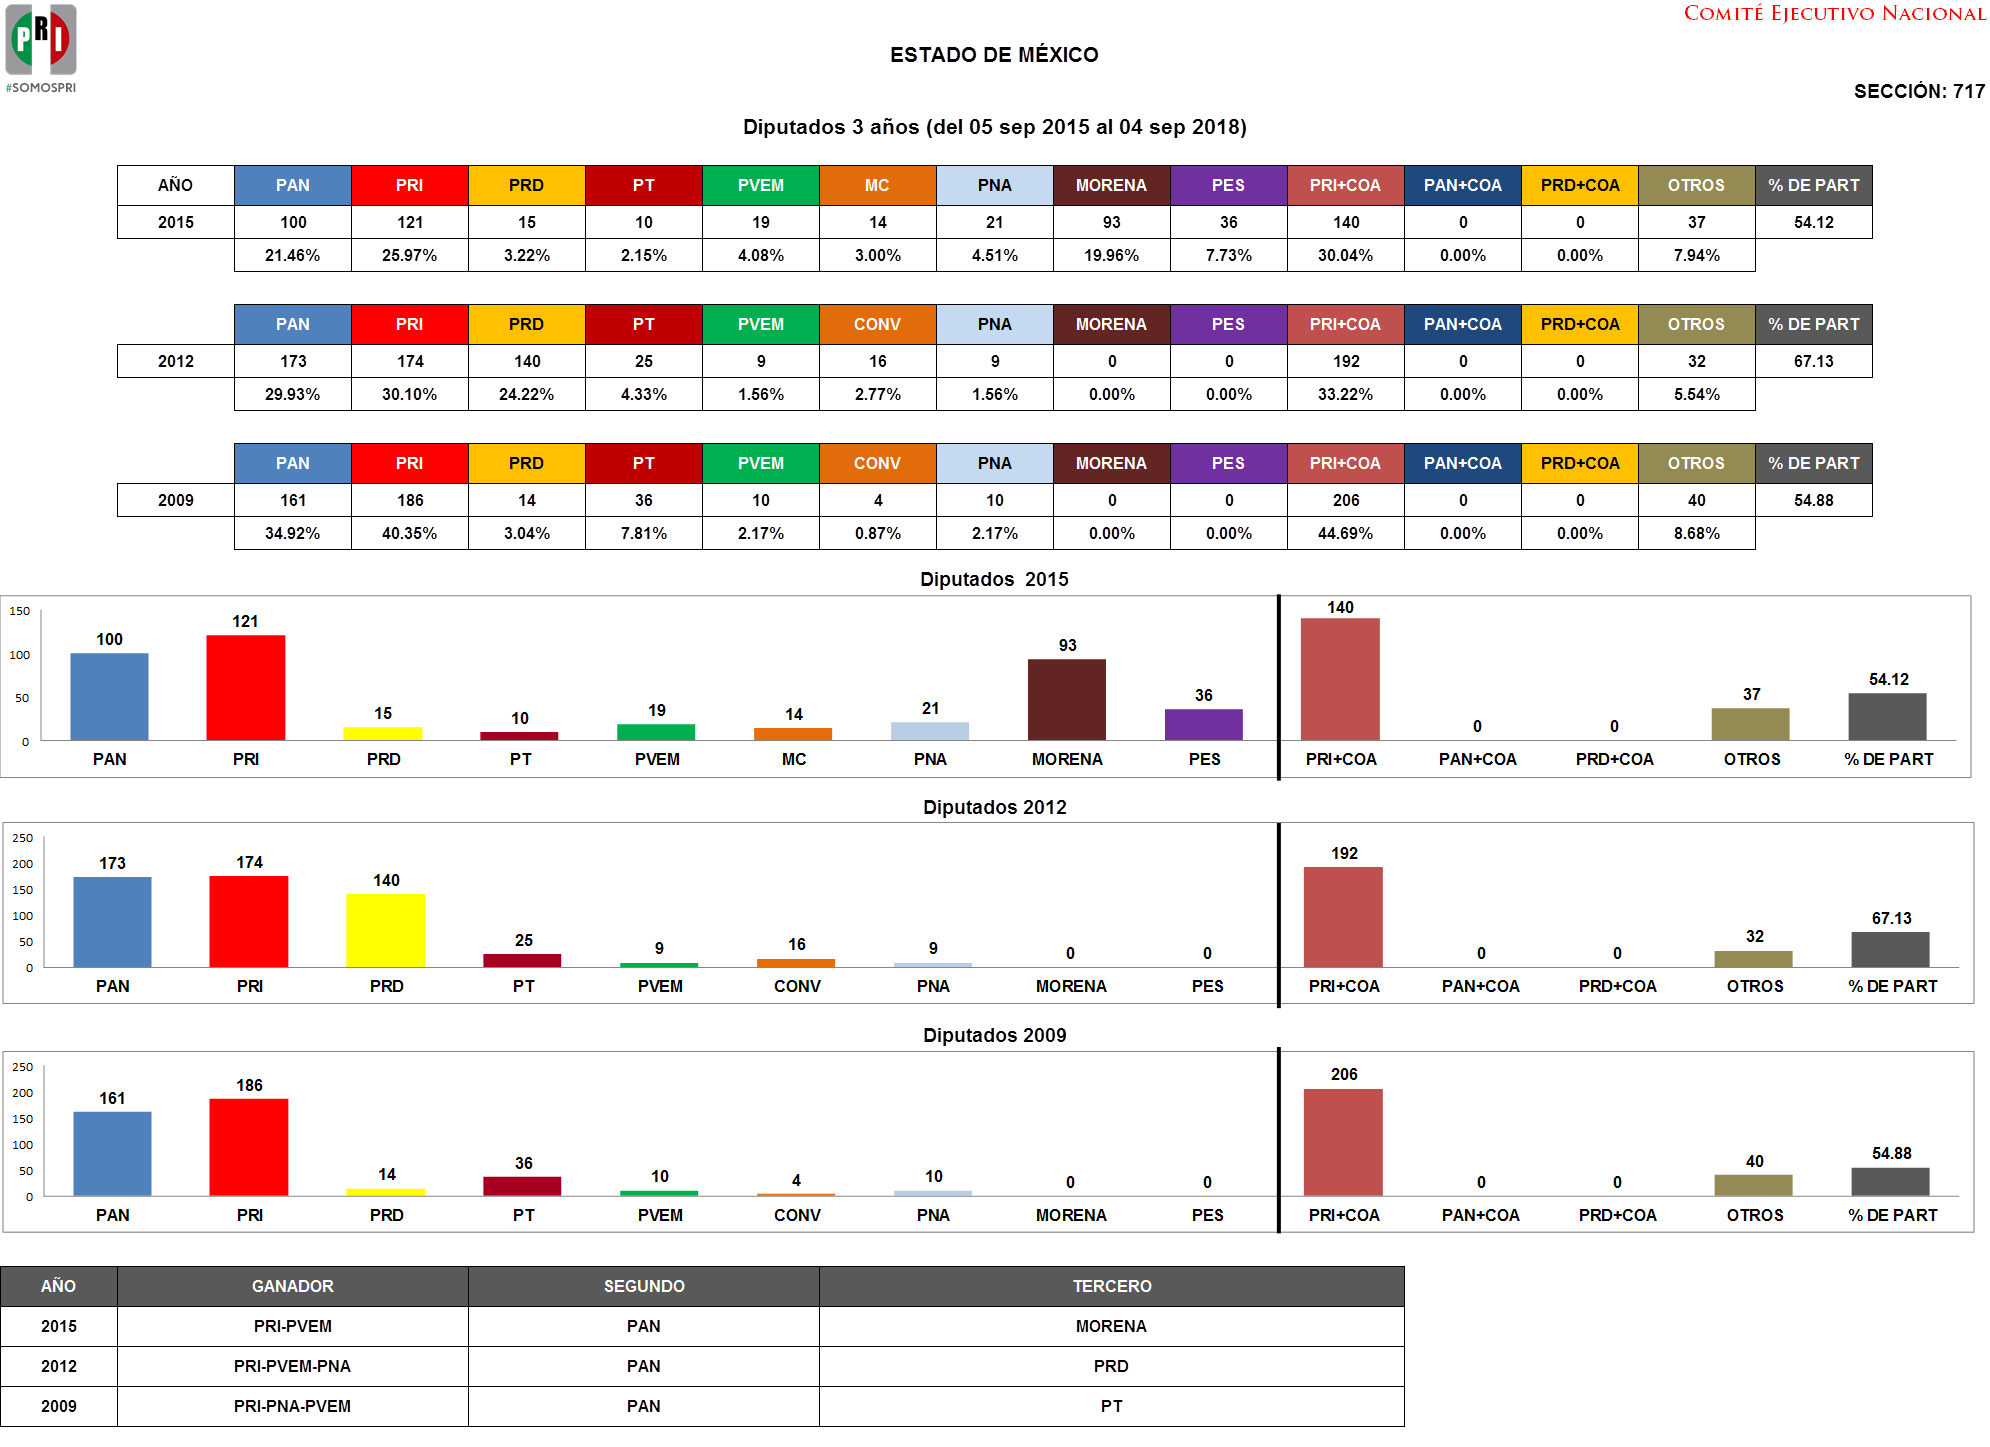 PRI
#SOMOSPRI
COMITÉ EJECUTIVO NACIONAL
ESTADO DE MÉXICO
SECCIÓN: 717
Diputados 3 años (del 05 sep 2015 al 04 sep 2018)
AÑO PAN PRI PRD PT PVEM MC PNA MORENA PES PRI+COA PAN+COA PRD+COA OTROS % DE PART
2015 100 121 15 10 19 14 21 93 36 140 0 0 37 54.12
21.46% 25.97% 3.22% 2.15% 4.08% 3.00% 4.51% 19.96% 7.73% 30.04% 0.00% 0.00% 7.94%
PAN PRI PRD PT PVEM CONV PNA MORENA PES PRI+COA PAN+COA PRD+COA OTROS % DE PART
2012 173 174 140 25 9 16 9 0 0 192 0 0 32 67.13
29.93% 30.10% 24.22% 4.33% 1.56% 2.77% 1.56% 0.00% 0.00% 33.22% 0.00% 0.00% 5.54%
PAN PRI PRD PT PVEM CONV PNA MORENA PES PRI+COA PAN+COA PRD+COA OTROS % DE PART
2009 161 186 14 36 10 4 10 0 0 206 0 0 40 54.88
34.92% 40.35% 3.04% 7.81% 2.17% 0.87% 2.17% 0.00% 0.00% 44.69% 0.00% 0.00% 8.68%
Diputados 2015
150
100
50
0
100 121 15 10 19 14 21 93 36 140 0 0 37 54.12
PAN PRI PRD PT PVEM MC PNA MORENA PES PRI+COA PAN+COA PRD+COA OTROS % DE PART
Diputados 2012
250
200
150
100
50
0
173 174 140 25 9 16 9 0 0 192 0 0 32 67.13
PAN PRI PRD PT PVEM CONV PNA MORENA PES PRI+COA PAN+COA PRD+COA OTROS % DE PART
Diputados 2009
250
200
150
100
50
0
161 186 14 36 10 4 10 0 0 206 0 0 40 54.88
PAN PRI PRD PT PVEM CONV PNA MORENA PES PRI+COA PAN+COA PRD+COA OTROS % DE PART
AÑO GANADOR SEGUNDO TERCERO
2015 PRI-PVEM PAN MORENA
2012 PRI-PVEM-PNA PAN PRD
2009 PRI-PNA-PVEM PAN PT